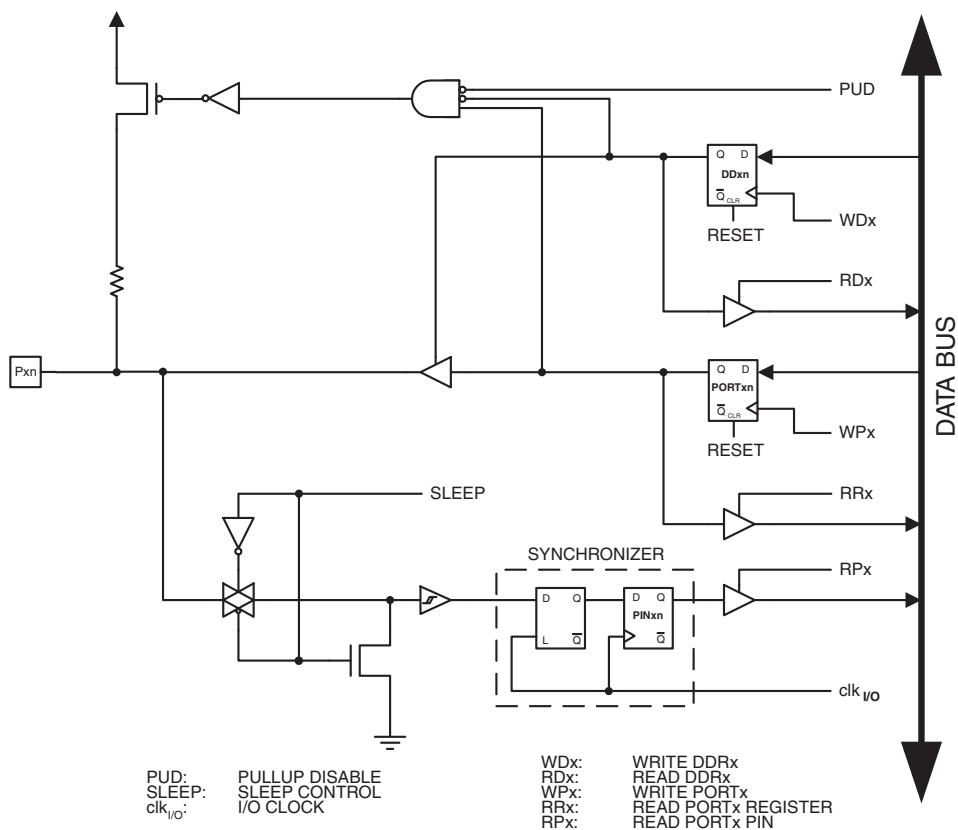 PUD
Q D
DDxn
Q CLR
WDx
RESET
RDx
Pxn
Q D
PORTxn
Q CLR
WPx
RESET
DATA BUS
SLEEP
RRx
SYNCHRONIZER
RPx
D Q
L Q
D Q
PINxn
Q
clk I/O
PUD: PULLUP DISABLE
SLEEP: SLEEP CONTROL
clkI/O: I/O CLOCK
WDx: WRITE DDRx
RDx: READ DDRx
WPx: WRITE PORTx
RRx: READ PORTx REGISTER
RPx: READ PORTx PIN